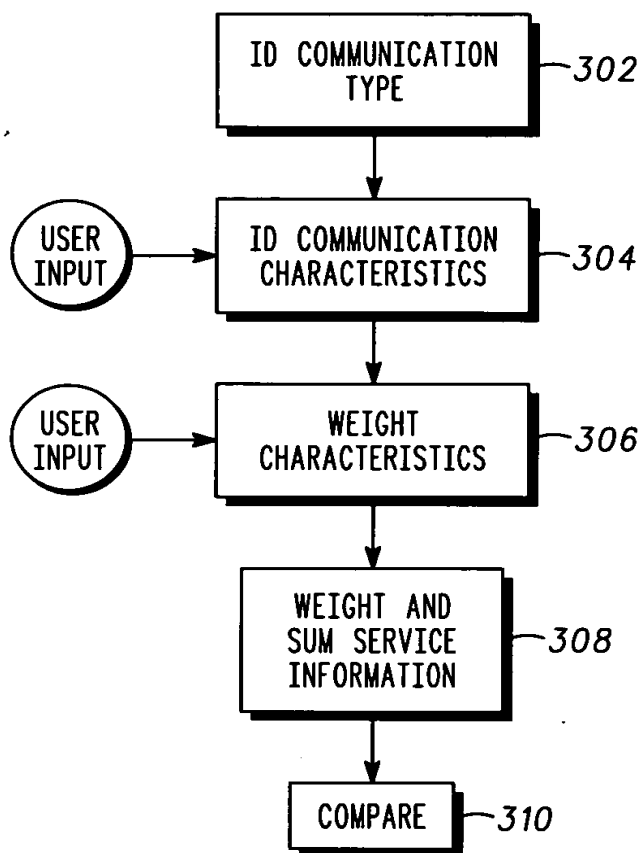 ID COMMUNICATION
TYPE
302
USER
INPUT
ID COMMUNICATION
CHARACTERISTICS
304
USER
INPUT
WEIGHT
CHARACTERISTICS
306
WEIGHT AND
SUM SERVICE
INFORMATION
308
COMPARE
310